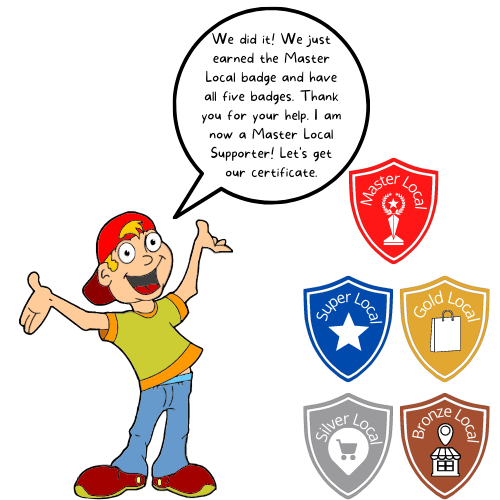 We did it! We just
earned the Master
Local badge and have
all five badges. Thank
you for your help. I am
now a Master Local
Supporter! Let's get
our certificate.
Master Local
Super Local
Gold Local
Silver Local
Bronze Local